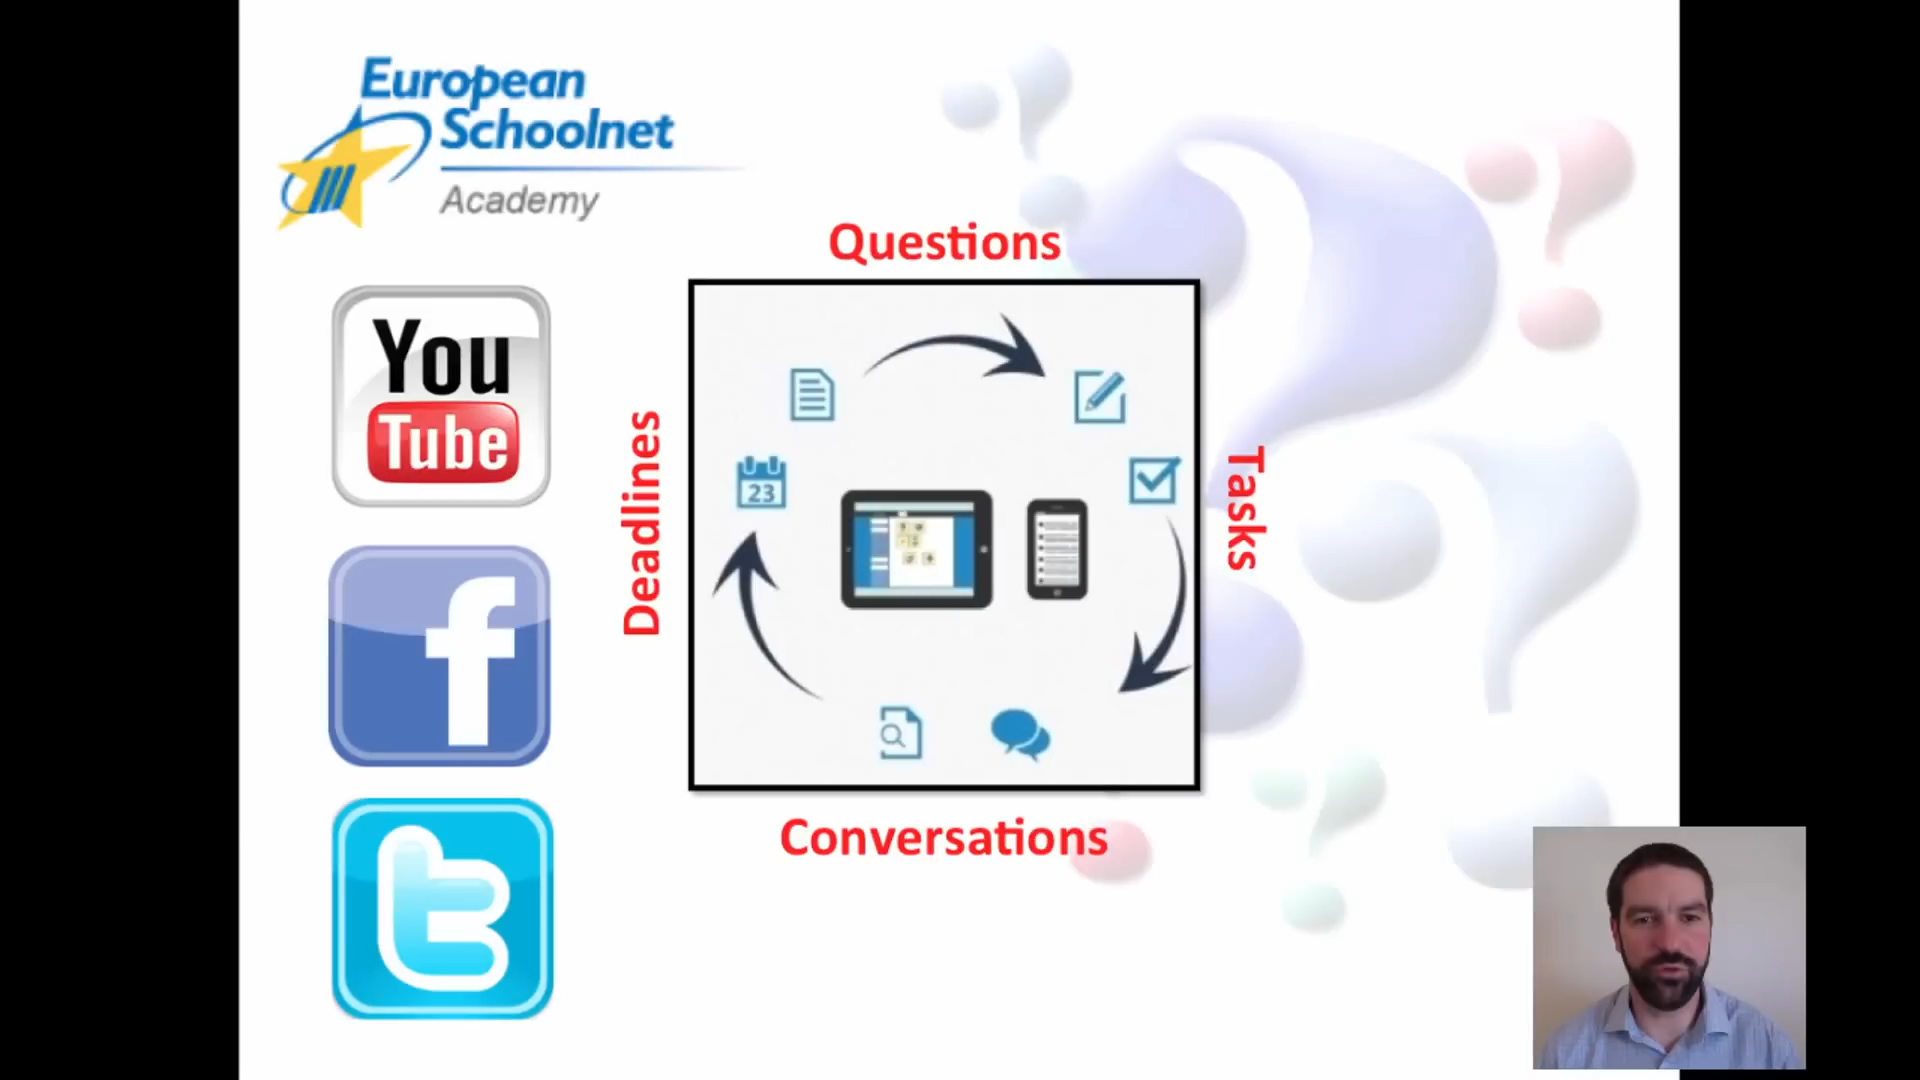 European
Schoolnet
Academy
Questions
You
Tube
Deadlines
23
Tasks
f
t
Conversations